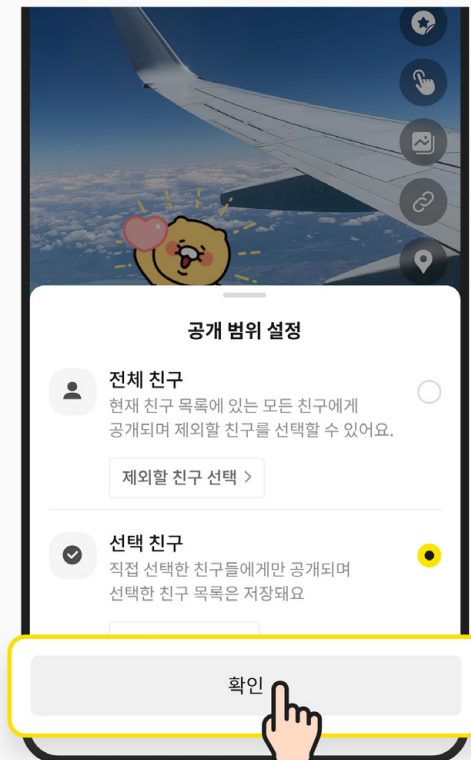 공개 범위 설정
전체 친구
현재 친구 목록에 있는 모든 친구에게
공개되며 제외할 친구를 선택할 수 있어요.
제외할 친구 선택 >
선택 친구
직접 선택한 친구들에게만 공개되며
선택한 친구 목록은 저장돼요
확인